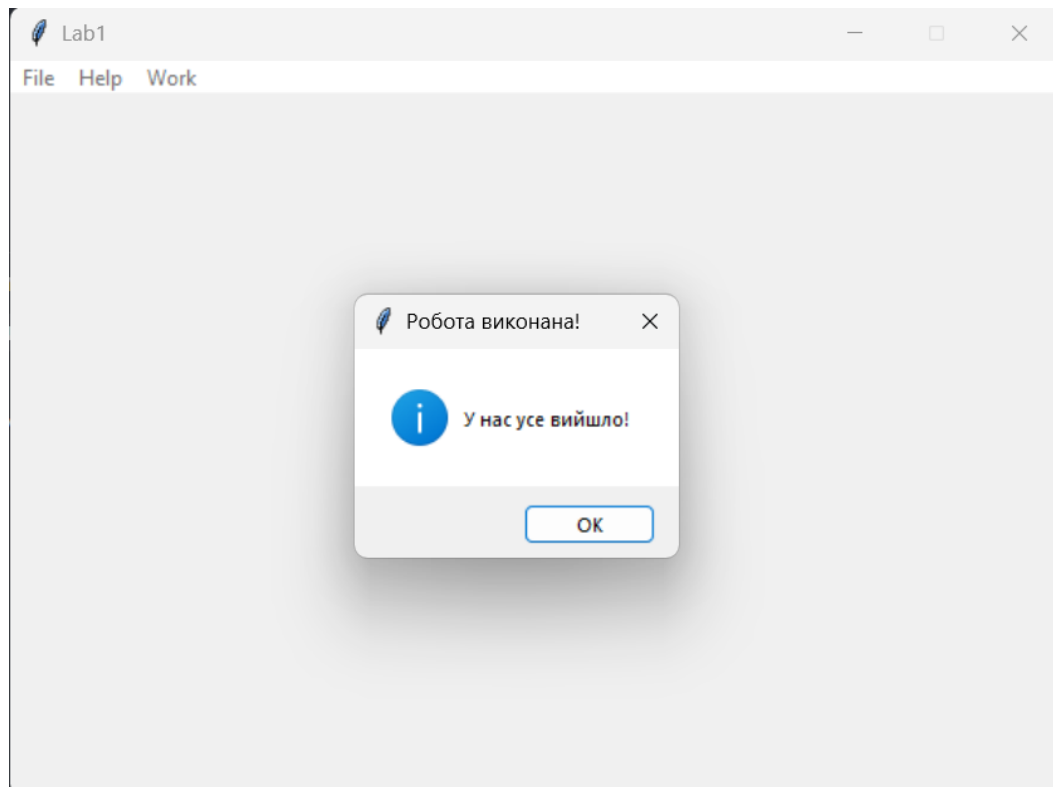 Lab1
File Help Work
Робота виконана!
У нас усе вийшло!
OK